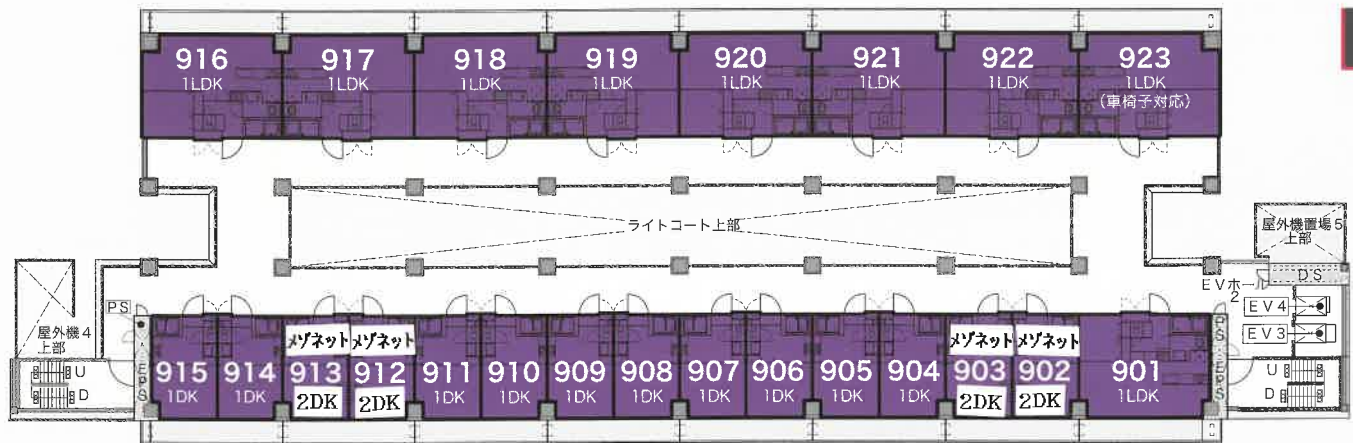 916
1LDK
917
1LDK
918
1LDK
919
1LDK
920
1LDK
921
1LDK
922
1LDK
923
1LDK
(車椅子対応)
ライトコート上部
屋外機置場5
上部
DS
EVホール
2
EV4
EV3
U
D
PS・EPS
屋外機4
上部
PS
U
D
EPS
915
1DK
914
1DK
メゾネット
913
2DK
メゾネット
912
2DK
911
1DK
910
1DK
909
1DK
908
1DK
907
1DK
906
1DK
905
1DK
904
1DK
メゾネット
903
2DK
メゾネット
902
2DK
901
1LDK